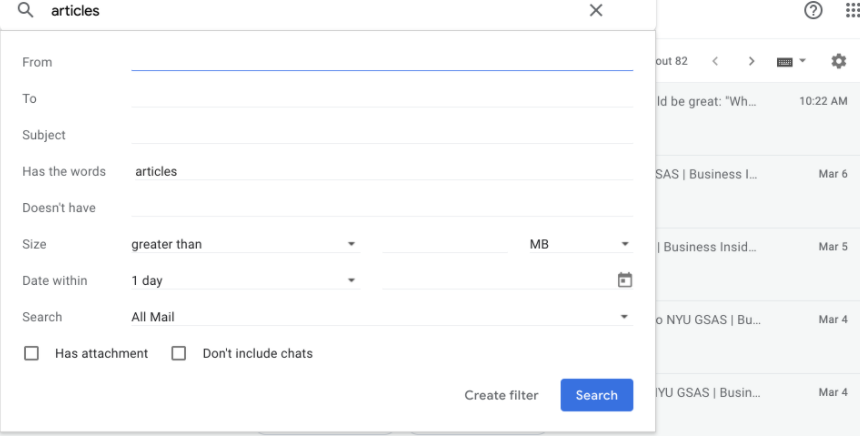 articles
From
out 82
To
ld be great: "Wh... 10:22 AM
Subject
Has the words articles
SAS | Business I... Mar 6
Doesn't have
Size greater than MB
| Business Insid... Mar 5
Date within 1 day
Search All Mail
o NYU GSAS | Bu... Mar 4
Has attachment Don't include chats
Create filter Search
IYU GSAS | Busin... Mar 4